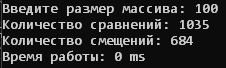 Введите размер массива: 100
Количество сравнений: 1035
Количество смещений: 684
Время работы: 0 ms